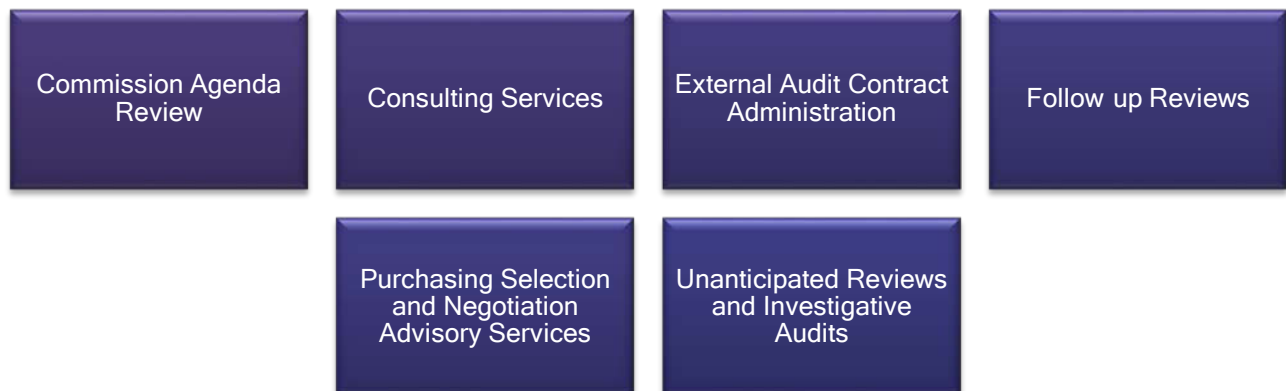 Commission Agenda
Review
Consulting Services
External Audit Contract
Administration
Follow up Reviews
Purchasing Selection
and Negotiation
Advisory Services
Unanticipated Reviews
and Investigative
Audits